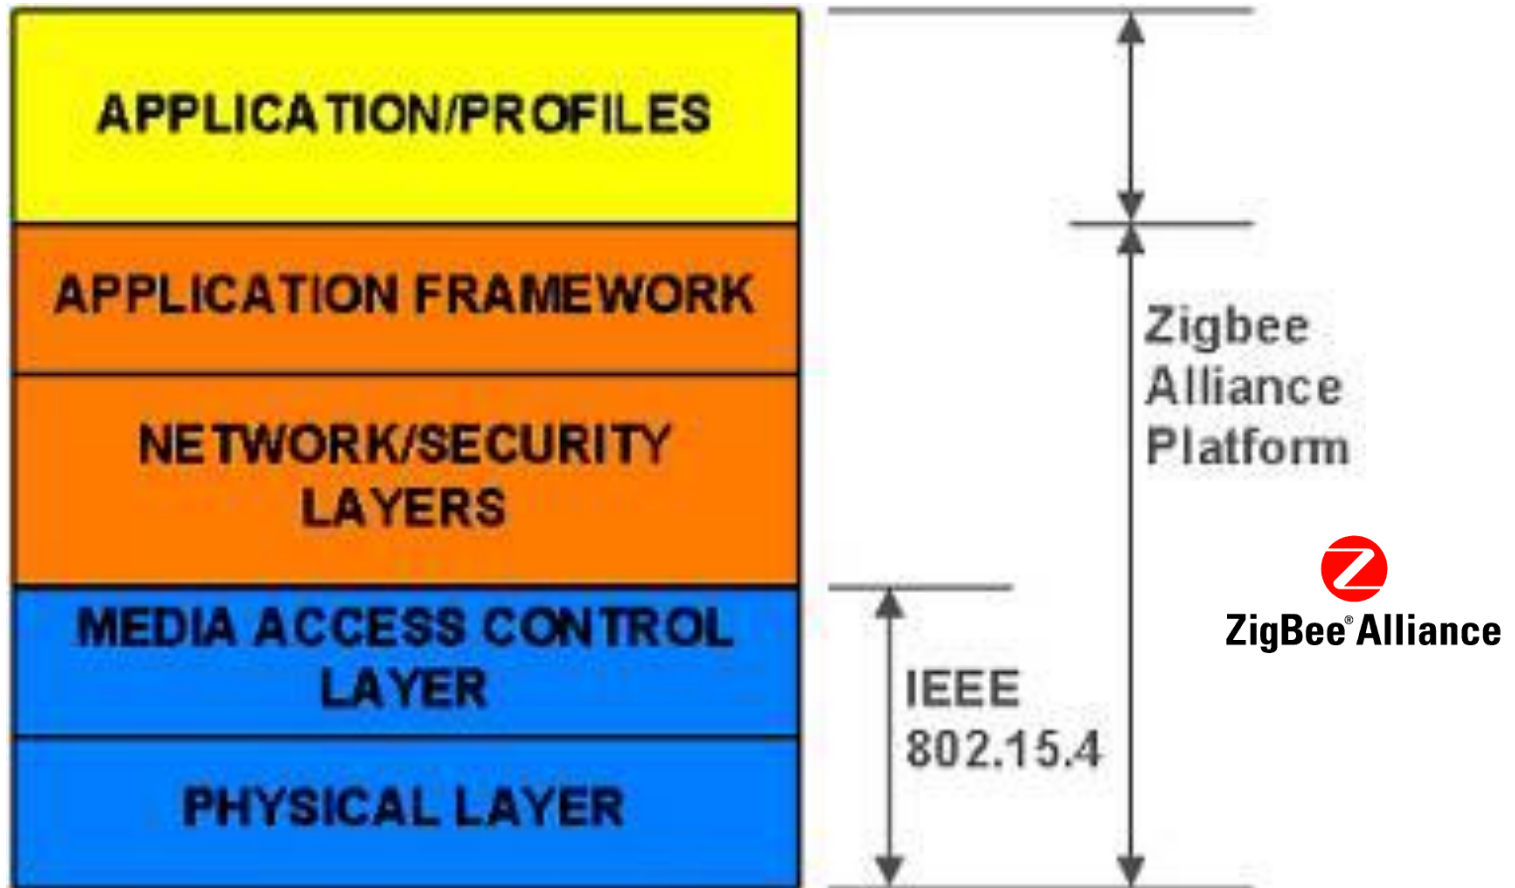 APPLICATION/PROFILES
APPLICATION FRAMEWORK
NETWORK/SECURITY
LAYERS
MEDIA ACCESS CONTROL
LAYER
PHYSICAL LAYER
Zigbee
Alliance
Platform
IEEE
802.15.4
Z
ZigBee® Alliance